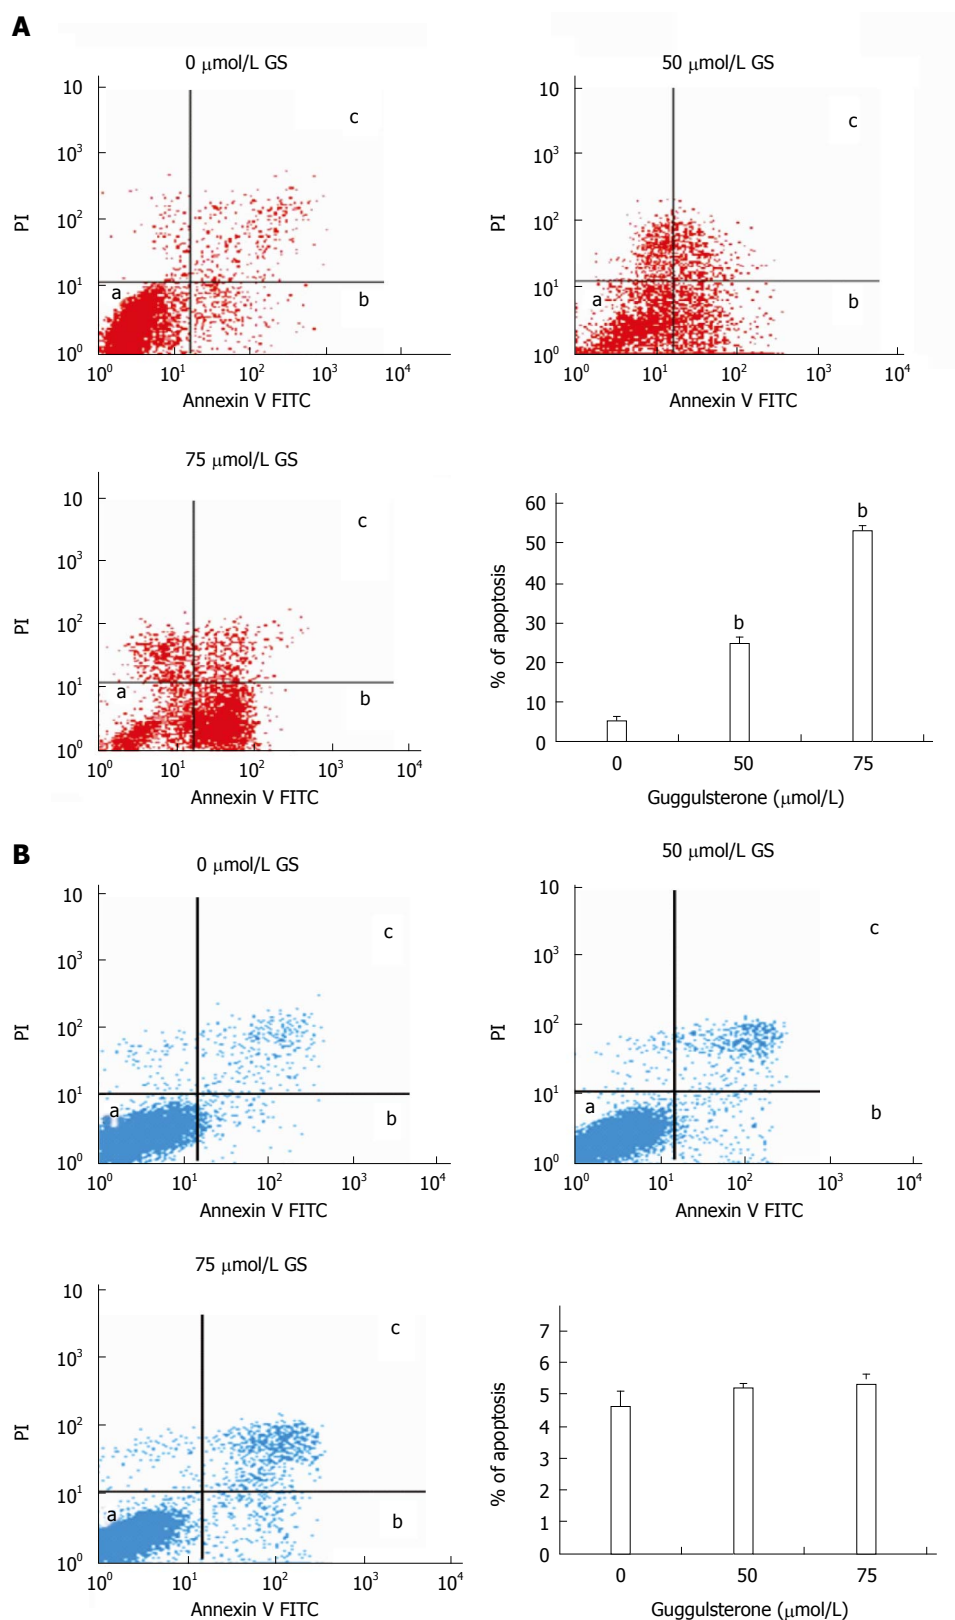 A
0 μmol/L GS
10
10³
10²
10¹
10⁰
PI
a
b
c
10⁰ 10¹ 10² 10³ 10⁴
Annexin V FITC
50 μmol/L GS
10
10³
10²
10¹
10⁰
PI
a
b
c
10⁰ 10¹ 10² 10³ 10⁴
Annexin V FITC
75 μmol/L GS
10
10³
10²
10¹
10⁰
PI
a
b
c
10⁰ 10¹ 10² 10³ 10⁴
Annexin V FITC
60
50
40
30
20
10
0
% of apoptosis
b
b
0 50 75
Guggulsterone (μmol/L)
B
0 μmol/L GS
10
10³
10²
10¹
10⁰
PI
a
b
c
10⁰ 10¹ 10² 10³ 10⁴
Annexin V FITC
50 μmol/L GS
10
10³
10²
10¹
10⁰
PI
a
b
c
10⁰ 10¹ 10² 10³ 10⁴
Annexin V FITC
75 μmol/L GS
10
10³
10²
10¹
10⁰
PI
a
b
c
10⁰ 10¹ 10² 10³ 10⁴
Annexin V FITC
7
6
5
4
3
2
1
0
% of apoptosis
0 50 75
Guggulsterone (μmol/L)